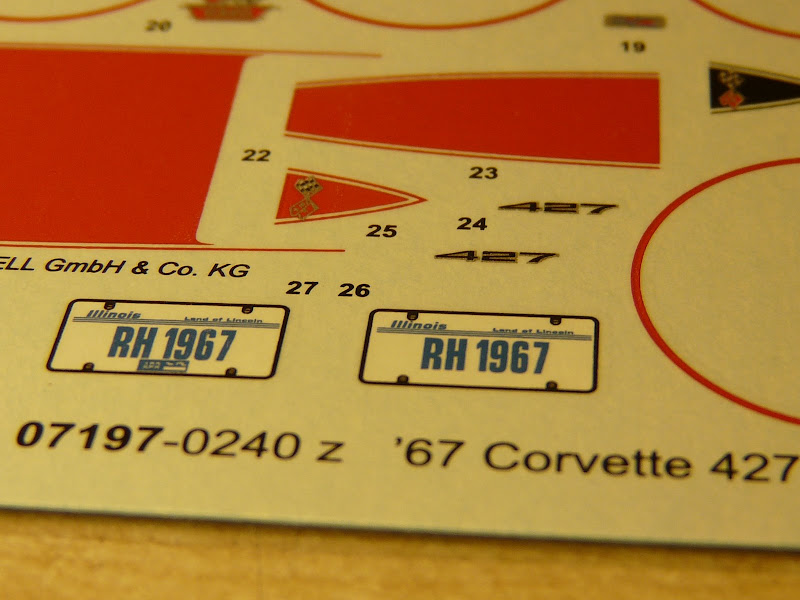 20
19
22
23
24
427
25
427
ELL GmbH & Co. KG
27 26
Illinois Land of Lincoln
RH 1967
Illinois Land of Lincoln
RH 1967
07197-0240 z '67 Corvette 427